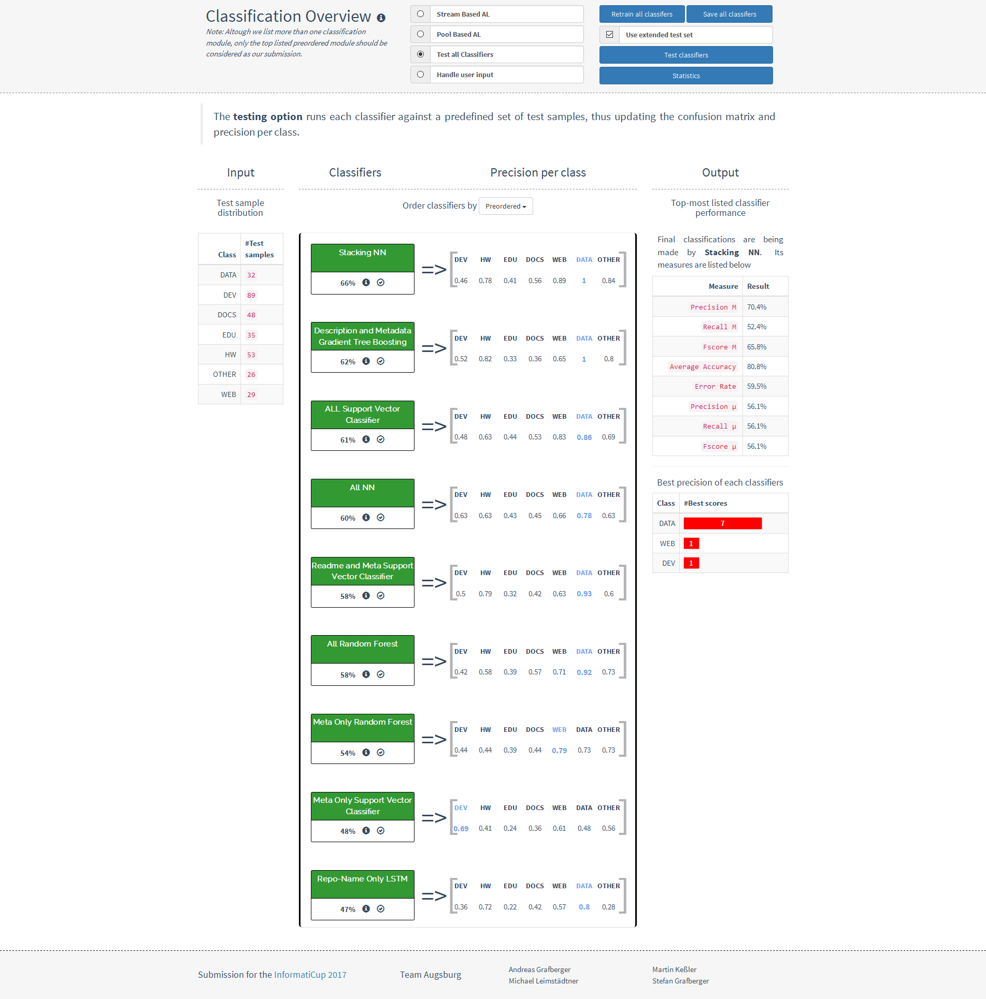 Classification Overview
Note: Altough we list more than one classification
module, only the top listed preordered module should be
considered as our submission.
Stream Based AL
Pool Based AL
Test all Classifiers
Handle user input
Retrain all classifers
Save all classifers
Use extended test set
Test classifiers
Statistics
The testing option runs each classifier against a predefined set of test samples, thus updating the confusion matrix and
precision per class.
Input
Test sample
distribution
Class #Test samples
DATA 32
DEV 89
DOCS 48
EDU 35
HW 53
OTHER 26
WEB 29
Classifiers Precision per class
Order classifiers by Preordered
Stacking NN
66%
=>
DEV HW EDU DOCS WEB DATA OTHER
0.46 0.78 0.41 0.56 0.89 1 0.84
Description and Metadata
Gradient Tree Boosting
62%
=>
DEV HW EDU DOCS WEB DATA OTHER
0.52 0.82 0.33 0.36 0.65 1 0.8
ALL Support Vector
Classifier
61%
=>
DEV HW EDU DOCS WEB DATA OTHER
0.48 0.63 0.44 0.53 0.83 0.86 0.69
All NN
60%
=>
DEV HW EDU DOCS WEB DATA OTHER
0.63 0.63 0.43 0.45 0.66 0.78 0.63
Readme and Meta Support
Vector Classifier
58%
=>
DEV HW EDU DOCS WEB DATA OTHER
0.5 0.79 0.32 0.42 0.63 0.93 0.6
All Random Forest
58%
=>
DEV HW EDU DOCS WEB DATA OTHER
0.42 0.58 0.39 0.57 0.71 0.92 0.73
Meta Only Random Forest
54%
=>
DEV HW EDU DOCS WEB DATA OTHER
0.44 0.44 0.39 0.44 0.79 0.73 0.73
Meta Only Support Vector
Classifier
48%
=>
DEV HW EDU DOCS WEB DATA OTHER
0.69 0.41 0.24 0.36 0.61 0.48 0.56
Repo-Name Only LSTM
47%
=>
DEV HW EDU DOCS WEB DATA OTHER
0.36 0.72 0.22 0.42 0.57 0.8 0.28
Output
Top-most listed classifier
performance
Final classifications are being
made by Stacking NN. Its
measures are listed below
Measure Result
Precision M 70.4%
Recall M 52.4%
Fscore M 65.8%
Average Accuracy 80.8%
Error Rate 59.5%
Precision μ 56.1%
Recall μ 56.1%
Fscore μ 56.1%
Best precision of each classifiers
Class #Best scores
DATA 7
WEB 1
DEV 1
Submission for the InformatiCup 2017
Team Augsburg
Andreas Grafberger
Michael Leimstädtner
Martin Keßler
Stefan Grafberger